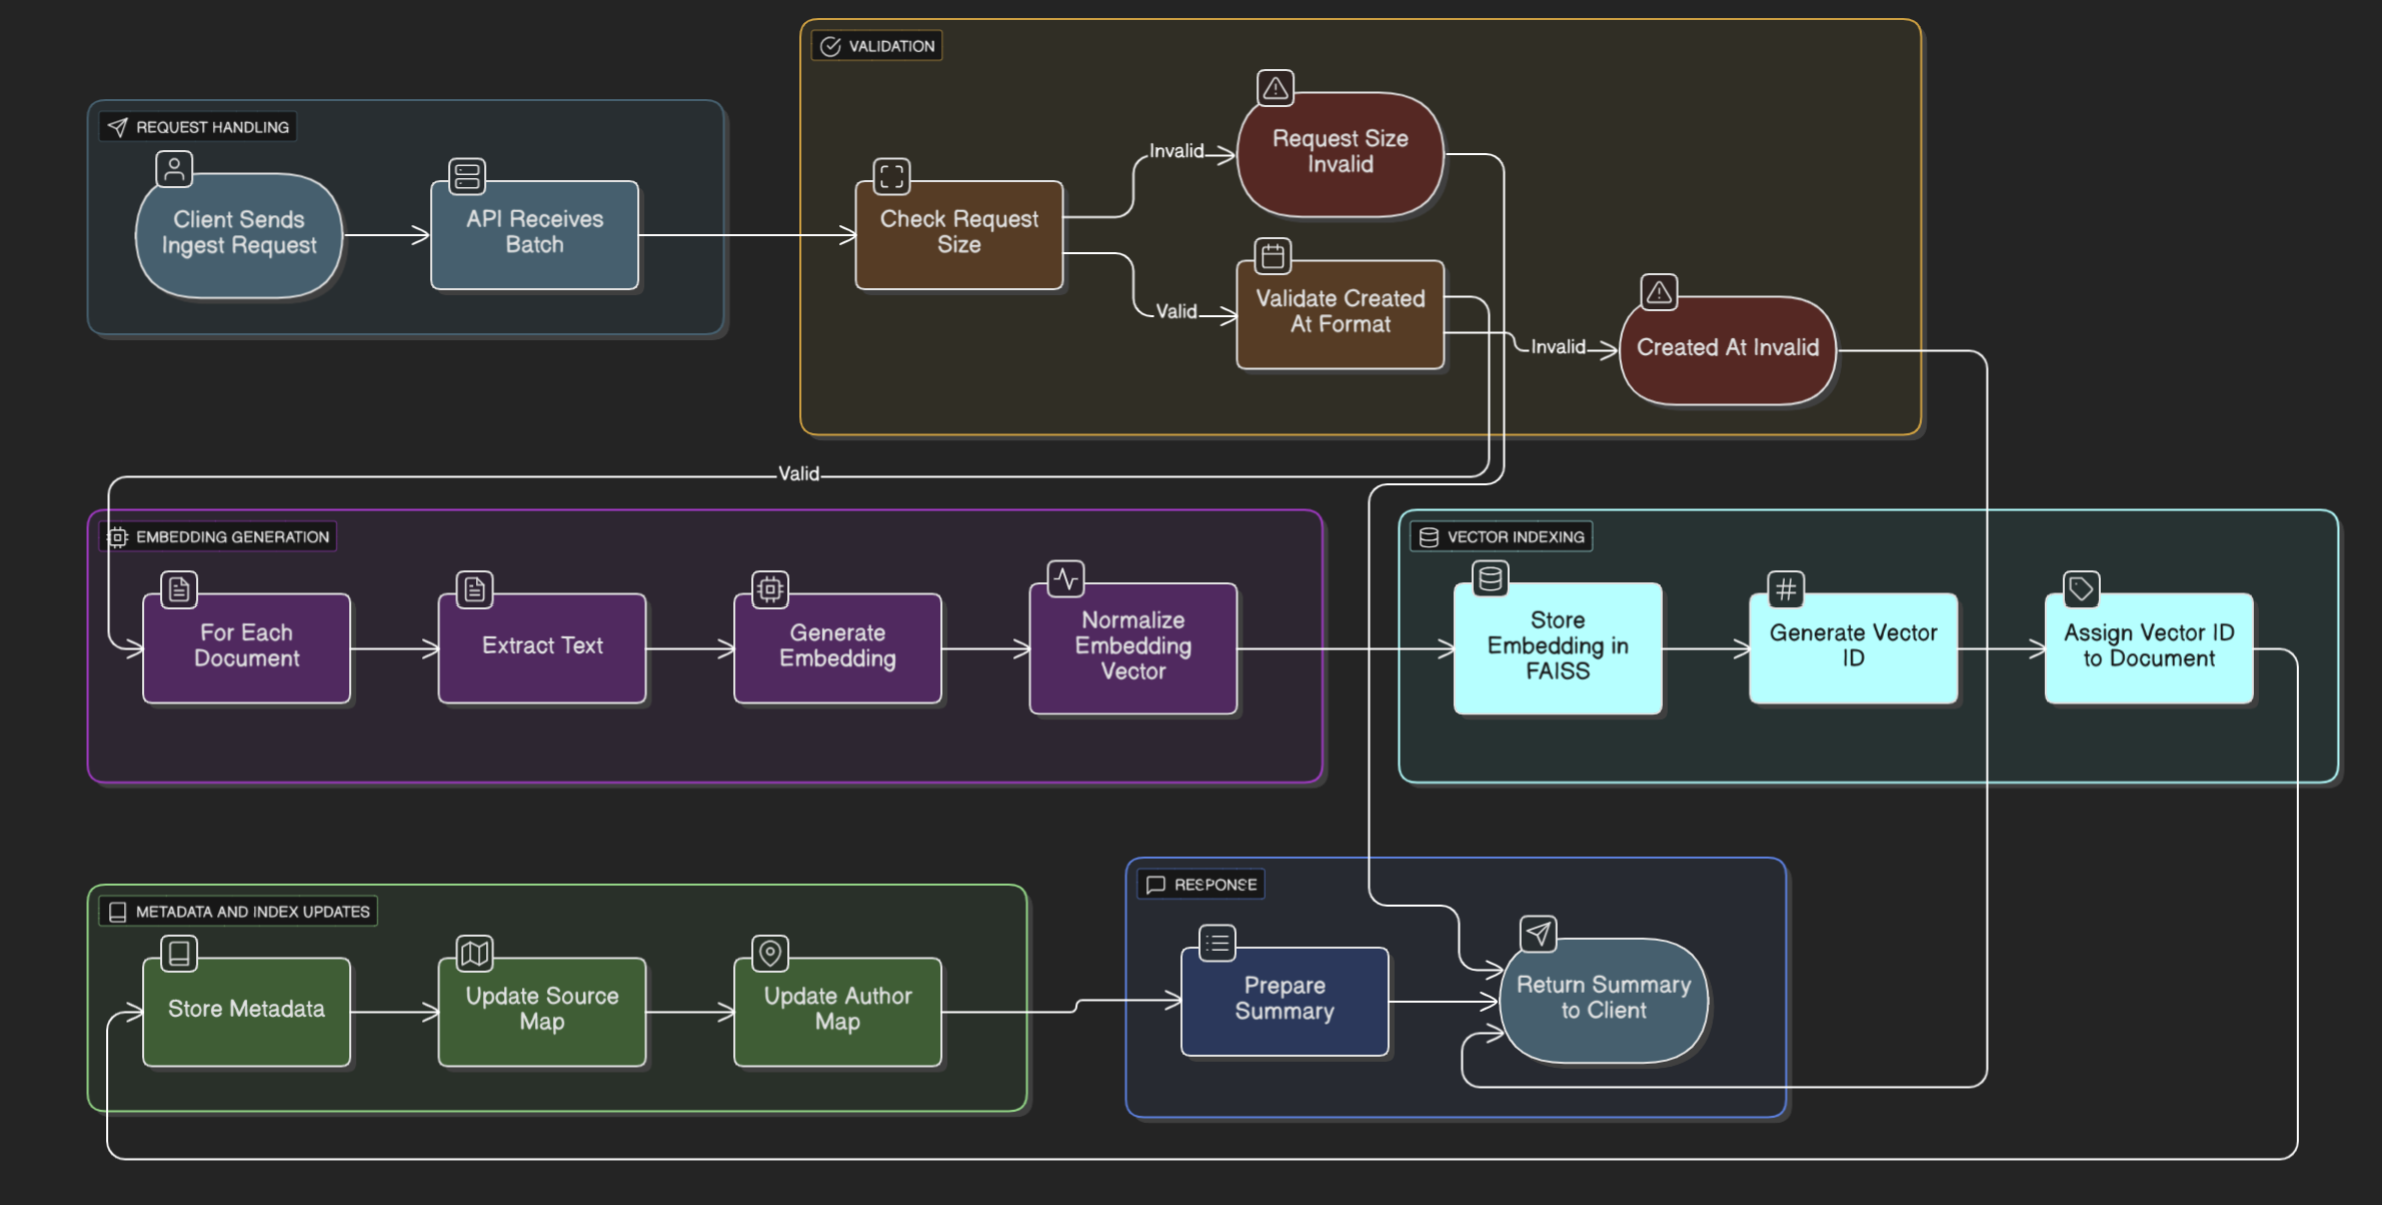 VALIDATION
REQUEST HANDLING
Client Sends
Ingest Request
API Receives
Batch
Check Request
Size
Invalid
Request Size
Invalid
Valid
Validate Created
At Format
Invalid
Created At Invalid
Valid
EMBEDDING GENERATION
For Each
Document
Extract Text
Generate
Embedding
Normalize
Embedding
Vector
VECTOR INDEXING
Store
Embedding in
FAISS
Generate Vector
ID
Assign Vector ID
to Document
METADATA AND INDEX UPDATES
Store Metadata
Update Source
Map
Update Author
Map
RESPONSE
Prepare
Summary
Return Summary
to Client